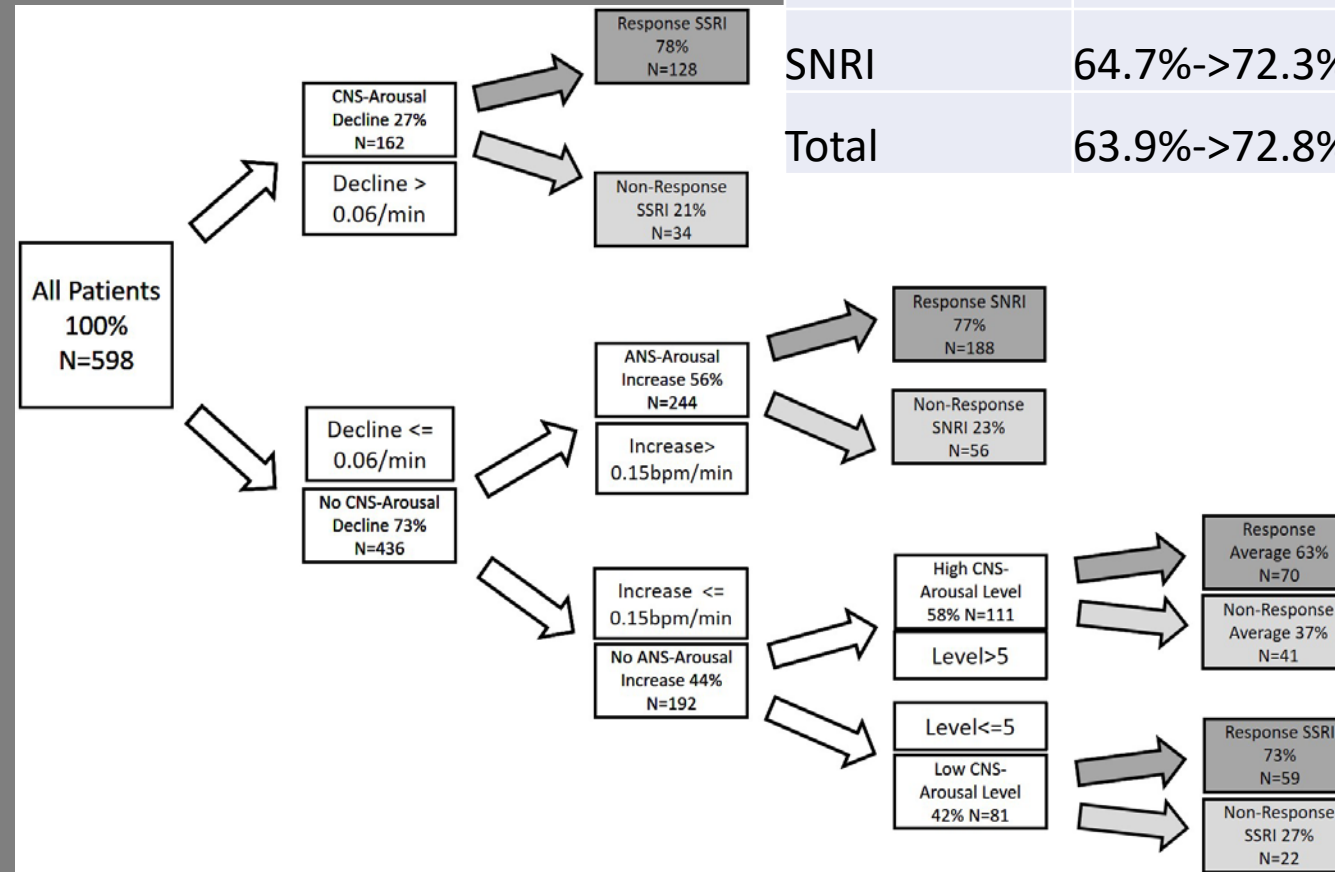 SNRI 64.7%->72.3%
Total 63.9%->72.8%
All Patients
100%
N=598
CNS-Arousal
Decline 27%
N=162
Decline >
0.06/min
Response SSRI
78%
N=128
Non-Response
SSRI 21%
N=34
Decline <=
0.06/min
No CNS-Arousal
Decline 73%
N=436
ANS-Arousal
Increase 56%
N=244
Increase>
0.15bpm/min
Response SNRI
77%
N=188
Non-Response
SNRI 23%
N=56
Increase <=
0.15bpm/min
No ANS-Arousal
Increase 44%
N=192
High CNS-
Arousal Level
58% N=111
Level>5
Response
Average 63%
N=70
Non-Response
Average 37%
N=41
Level<=5
Low CNS-
Arousal Level
42% N=81
Response SSRI
73%
N=59
Non-Response
SSRI 27%
N=22